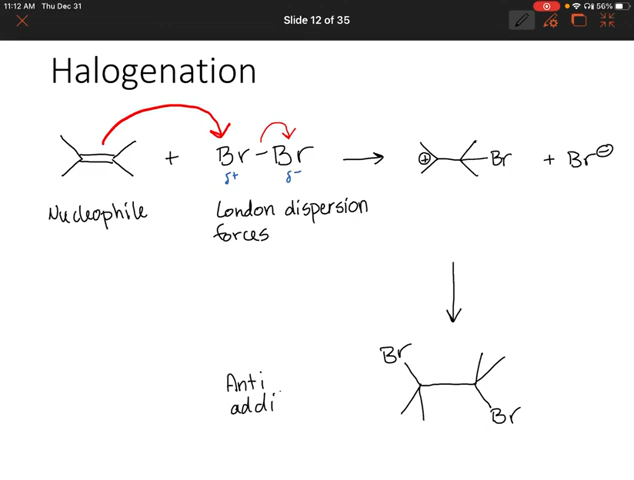 11:12 AM Thu Dec 31
56%
Slide 12 of 35
Halogenation
+ Br - Br + Br⊖
⊕ Br
δ+ δ-
Nucleophile
London dispersion
forces
Br
Anti
addi
Br